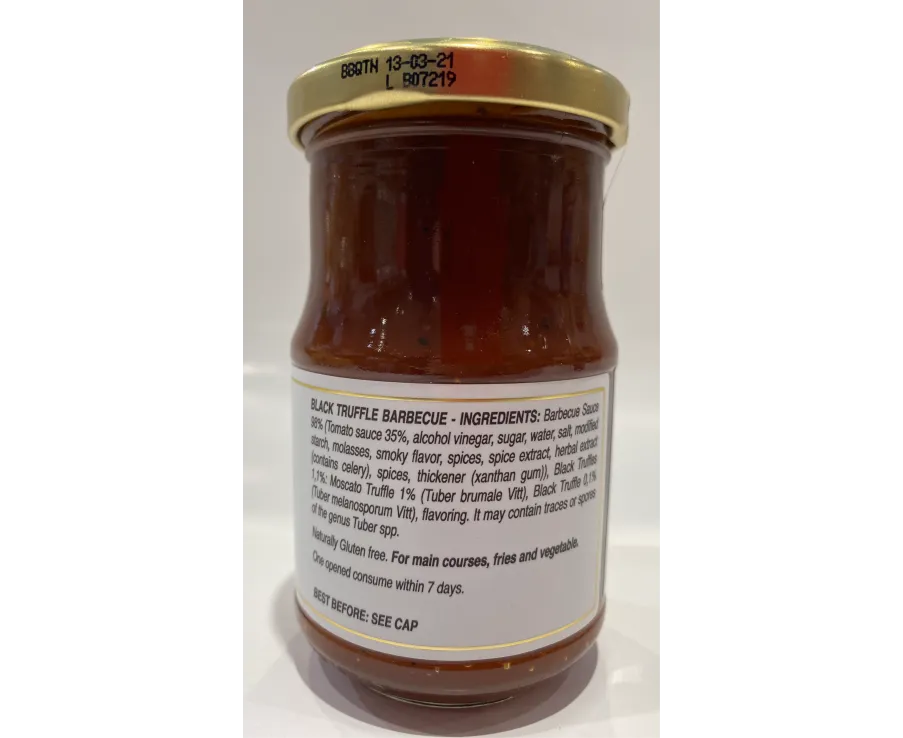 BBQTN 13-03-21
L B07219
BLACK TRUFFLE BARBECUE - INGREDIENTS: Barbecue Sauce
98% (Tomato sauce 35%, alcohol vinegar, sugar, water, salt, modified
starch, molasses, smoky flavor, spices, spice extract, herbal extract
(contains celery), spices, thickener (xanthan gum)), Black Truffles
1,1%: Moscato Truffle 1% (Tuber brumale Vitt), Black Truffle 0,1%
(Tuber melanosporum Vitt), flavoring. It may contain traces or spores
of the genus Tuber spp.
Naturally Gluten free. For main courses, fries and vegetable.
One opened consume within 7 days.
BEST BEFORE: SEE CAP